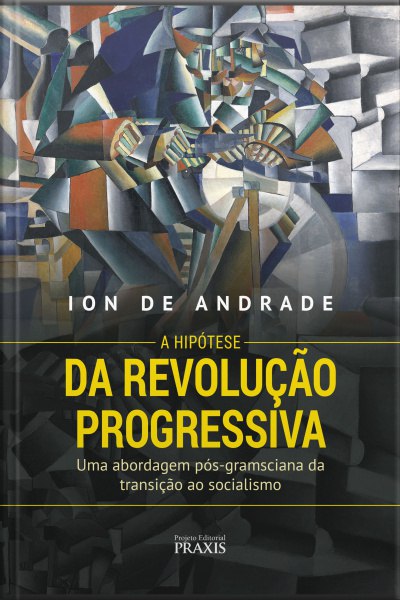 ION DE ANDRADE
A HIPÓTESE
DA REVOLUÇÃO
PROGRESSIVA
Uma abordagem pós-gramsciana da
transição ao socialismo
Projeto Editorial
PRAXIS